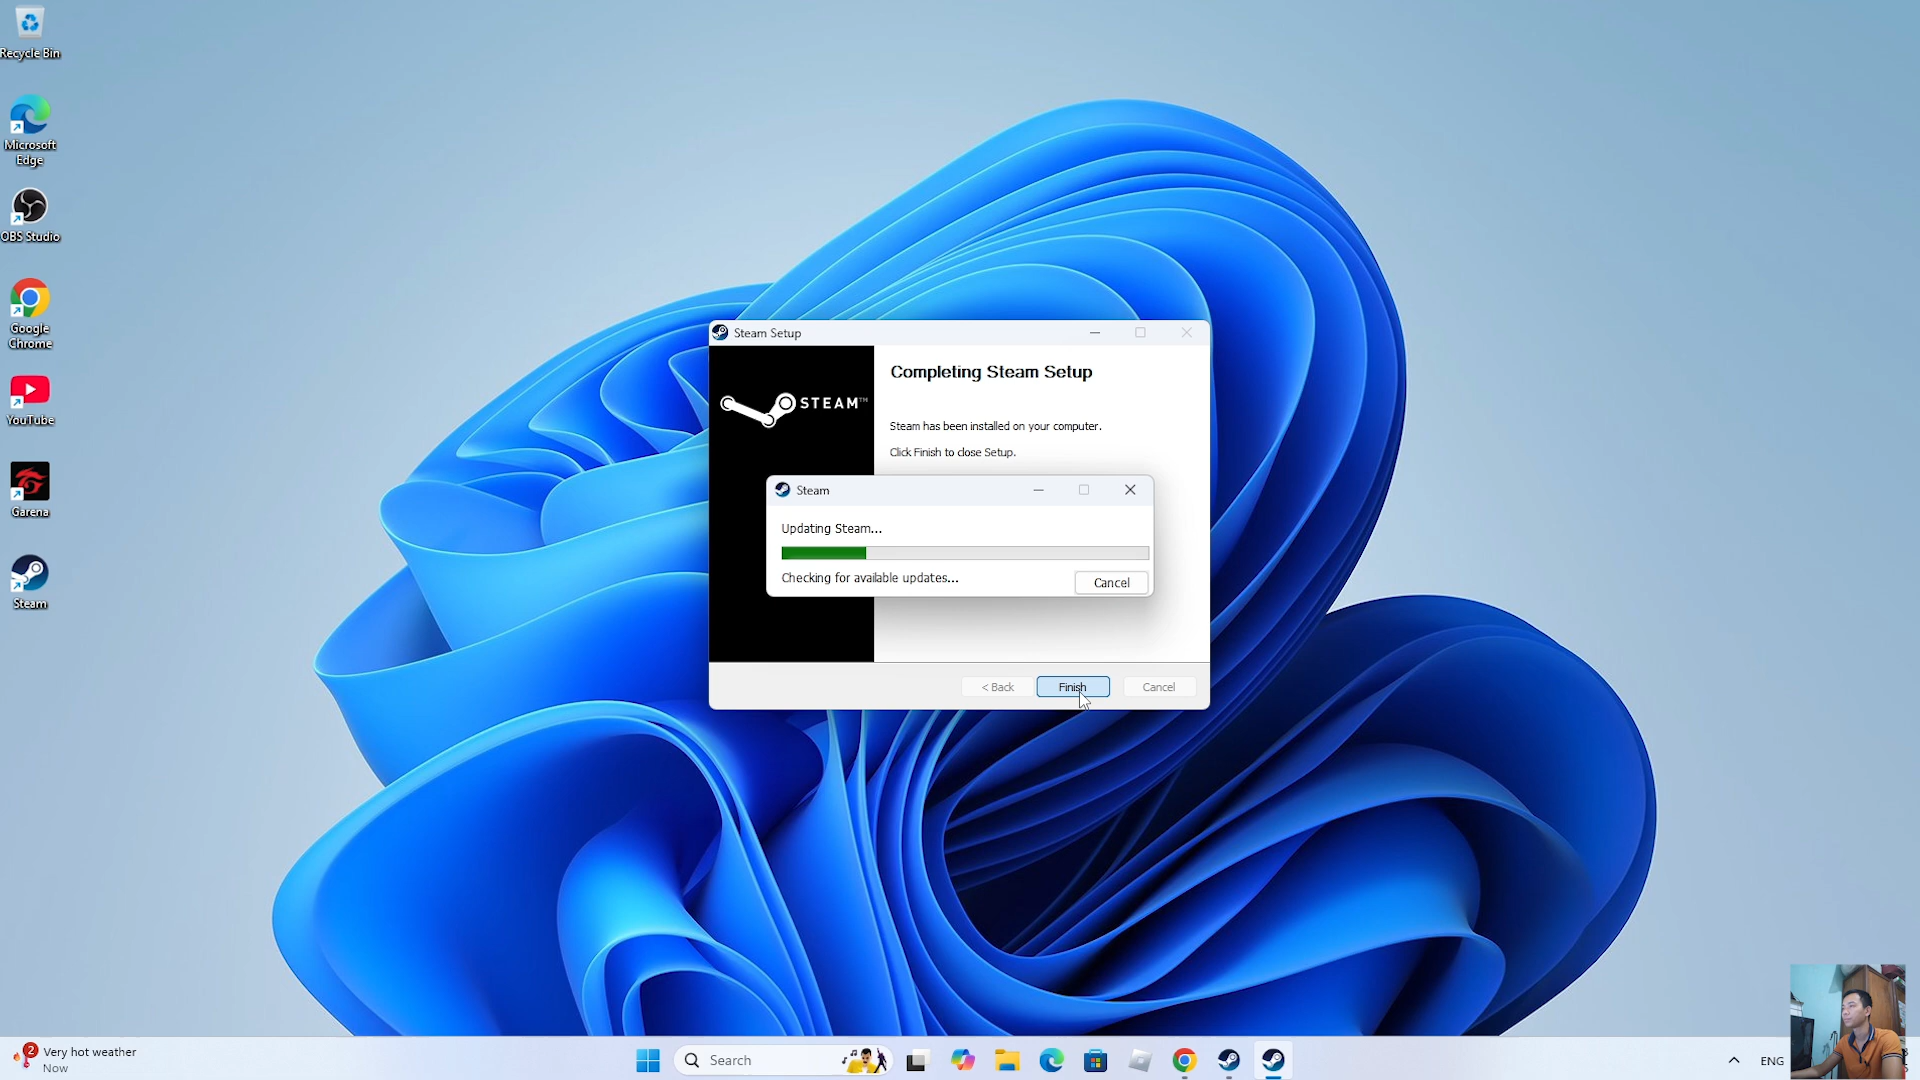 Recycle Bin
Microsoft
Edge
OBS Studio
Google
Chrome
YouTube
Garena
Steam
Steam Setup
STEAM™
Completing Steam Setup
Steam has been installed on your computer.
Click Finish to close Setup.
Steam
Updating Steam...
Checking for available updates...
Cancel
< Back
Finish
Cancel
2
Very hot weather
Now
Search
ENG